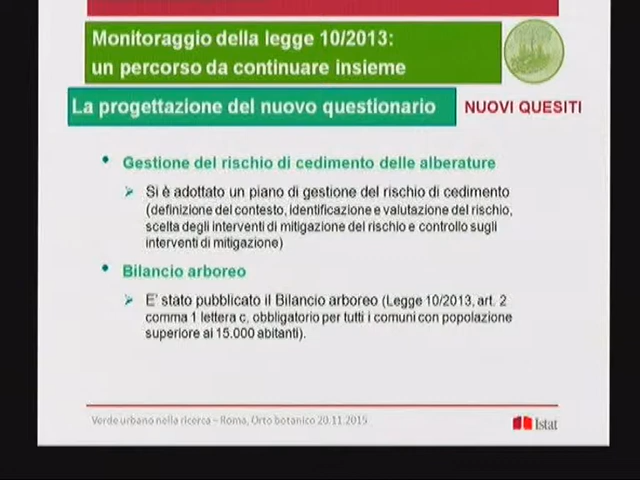 Monitoraggio della legge 10/2013:
un percorso da continuare insieme
La progettazione del nuovo questionario
NUOVI QUESITI
• Gestione del rischio di cedimento delle alberature
➢ Si è adottato un piano di gestione del rischio di cedimento
(definizione del contesto, identificazione e valutazione del rischio,
scelta degli interventi di mitigazione del rischio e controllo sugli
interventi di mitigazione)
• Bilancio arboreo
➢ E' stato pubblicato il Bilancio arboreo (Legge 10/2013, art. 2
comma 1 lettera c, obbligatorio per tutti i comuni con popolazione
superiore ai 15.000 abitanti).
Verde urbano nella ricerca – Roma, Orto botanico 20.11.2015
Istat